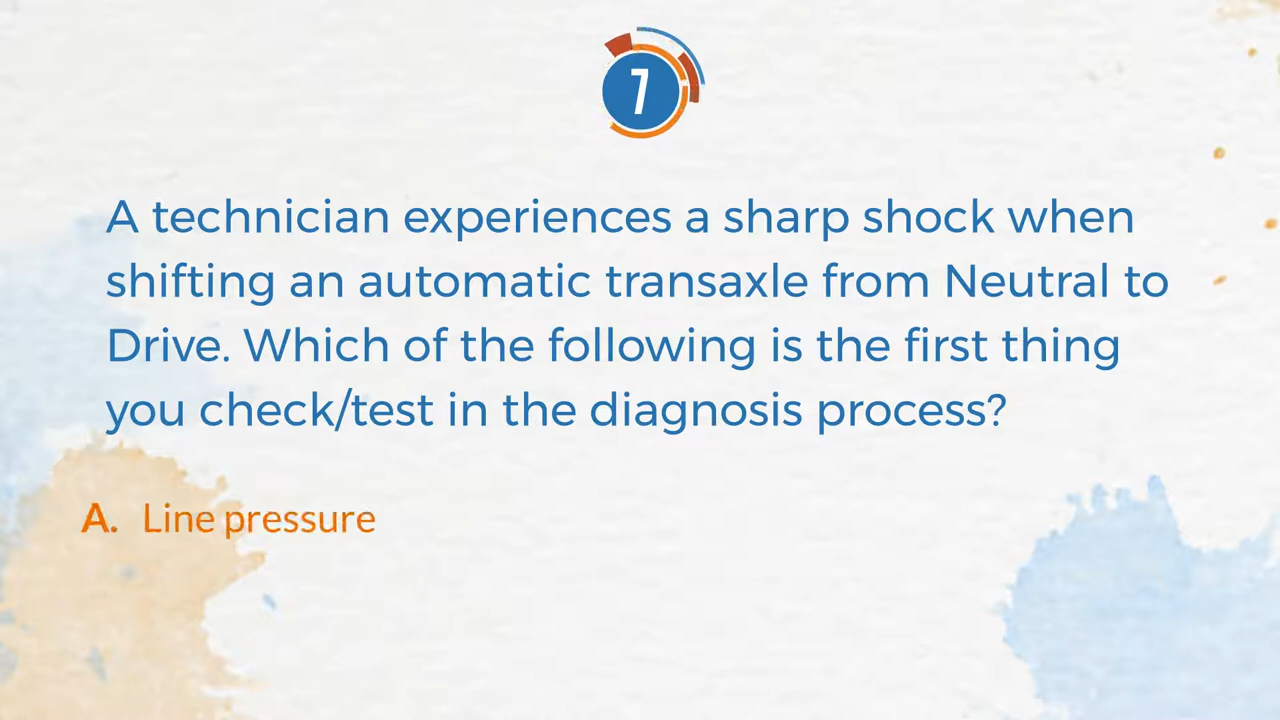 7
A technician experiences a sharp shock when
shifting an automatic transaxle from Neutral to
Drive. Which of the following is the first thing
you check/test in the diagnosis process?
A. Line pressure